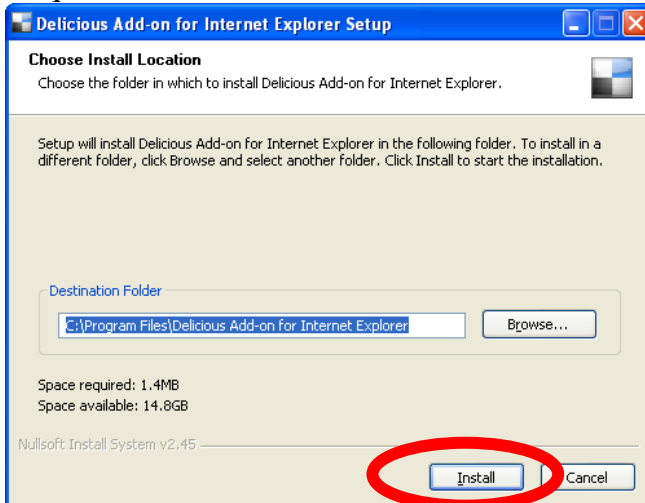 Delicious Add-on for Internet Explorer Setup
Choose Install Location
Choose the folder in which to install Delicious Add-on for Internet Explorer.
Setup will install Delicious Add-on for Internet Explorer in the following folder. To install in a
different folder, click Browse and select another folder. Click Install to start the installation.
Destination Folder
C:\Program Files\Delicious Add-on for Internet Explorer
Browse...
Space required: 1.4MB
Space available: 14.8GB
Nullsoft Install System v2.45
Install
Cancel